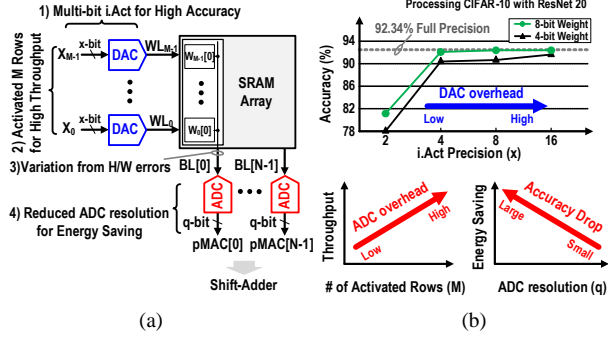 1) Multi-bit i.Act for High Accuracy
2) Activated M Rows
for High Throughput
X_M-1
x-bit
DAC
WL_M-1
W_M-1[0]
SRAM
Array
X_0
x-bit
DAC
WL_0
W_0[0]
3)Variation from H/W errors
BL[0]
BL[N-1]
ADC
ADC
4) Reduced ADC resolution
for Energy Saving
q-bit
q-bit
pMAC[0]
pMAC[N-1]
Shift-Adder
(a)
Processing CIFAR-10 with ResNet 20
92.34% Full Precision
8-bit Weight
4-bit Weight
Accuracy (%)
94
90
86
82
78
DAC overhead
Low
High
2
4
8
16
i.Act Precision (x)
Throughput
ADC overhead
Low
High
# of Activated Rows (M)
Energy Saving
Accuracy Drop
Large
Small
ADC resolution (q)
(b)